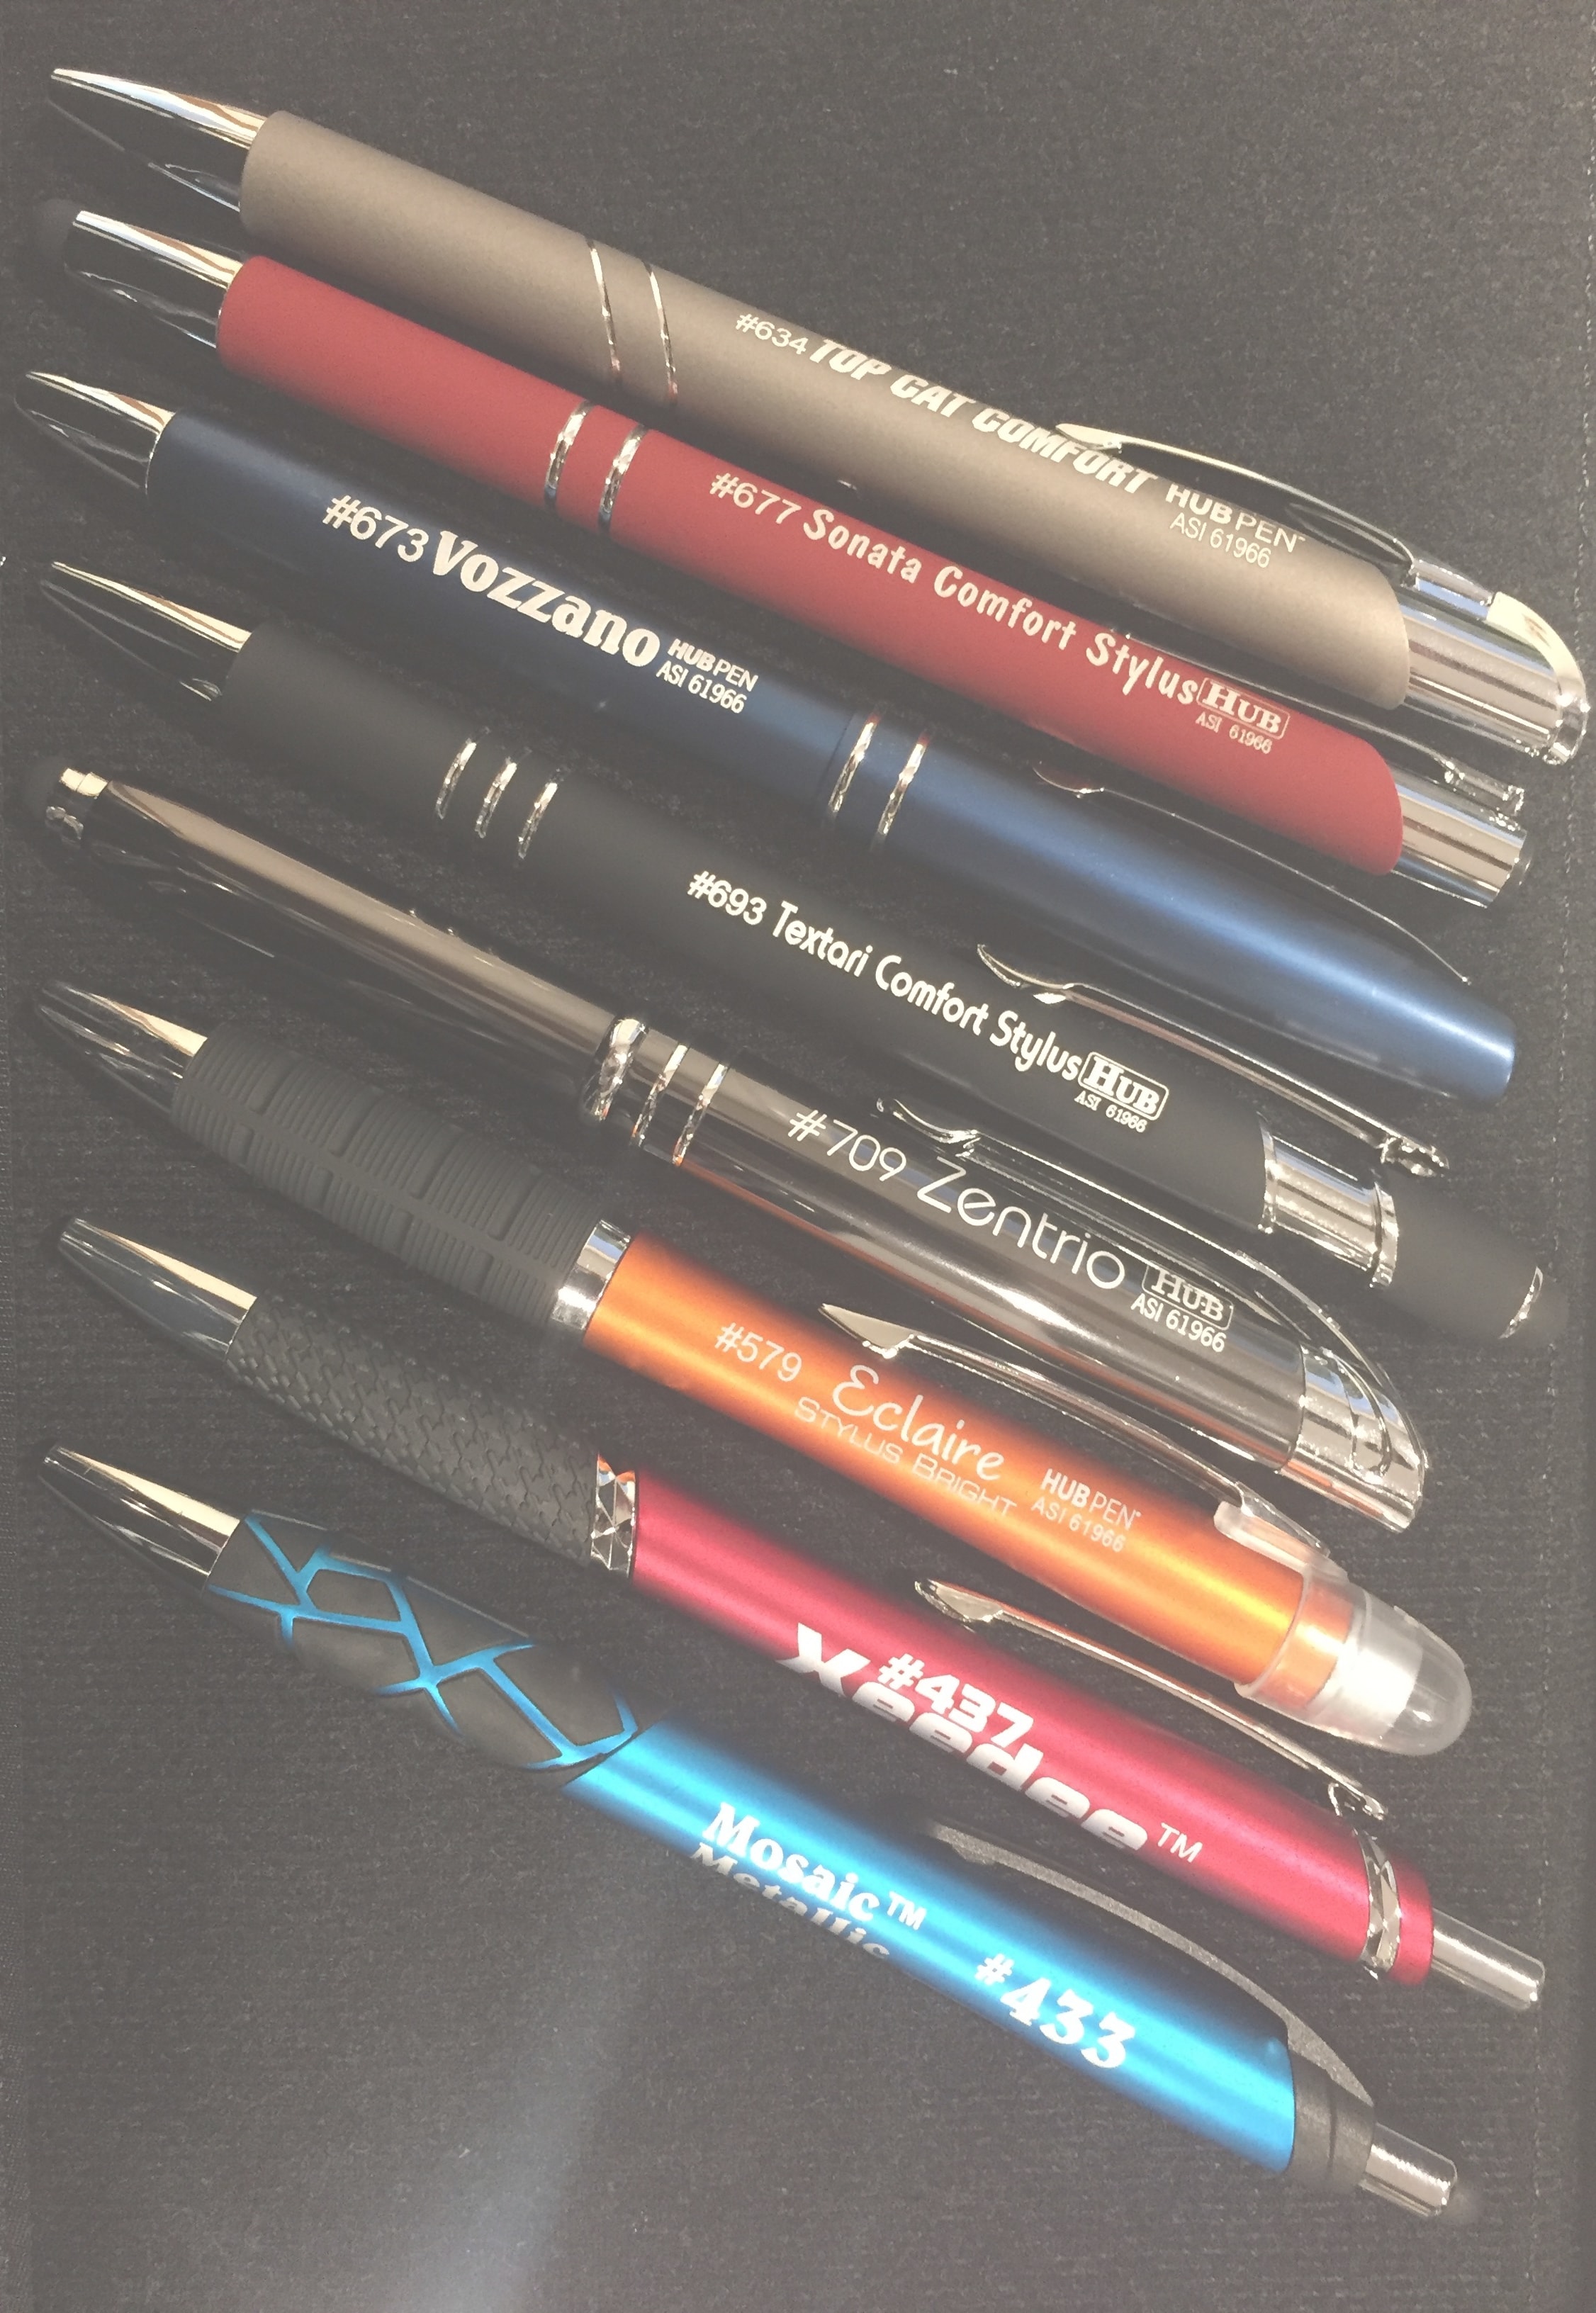 #634 TOP CAT COMFORT HUB PEN
ASI 61966
#677 Sonata Comfort Stylus HUB
ASI 61966
#673 Vozzano HUB PEN
ASI 61966
#693 Textari Comfort Stylus HUB
ASI 61966
#709 Zentrio HUB
ASI 61966
#579 Eclaire HUB PEN
STYLUS BRIGHT ASI 61966
#437
Xeedee™
Mosaic™
Metallic
#433